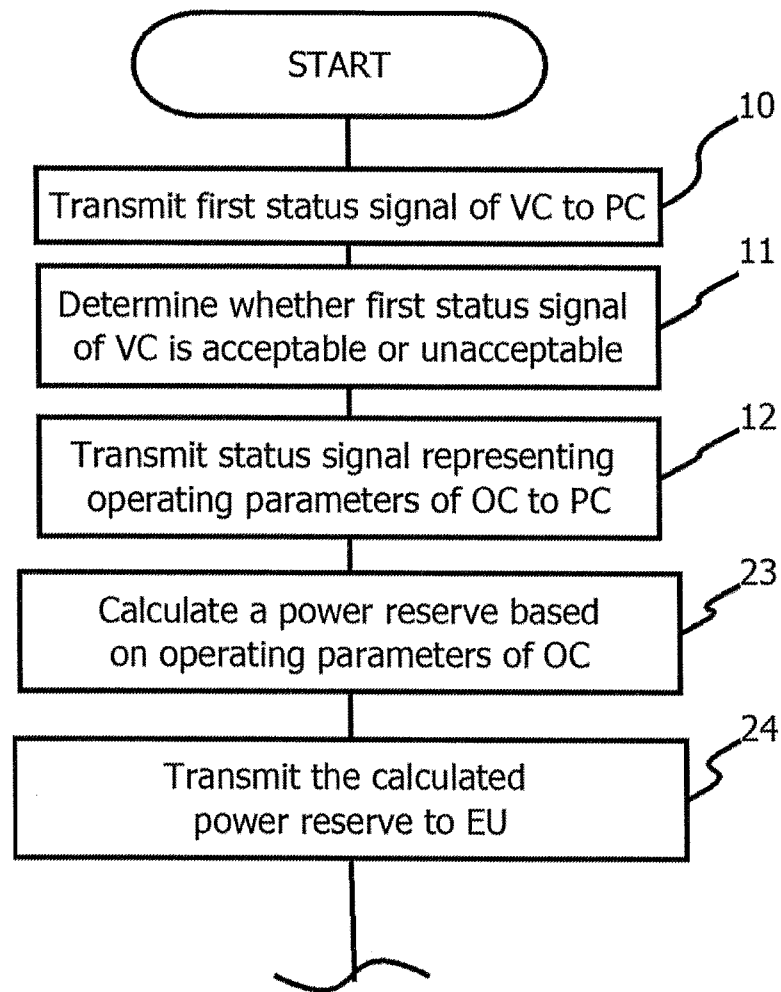 START
10
Transmit first status signal of VC to PC
11
Determine whether first status signal
of VC is acceptable or unacceptable
12
Transmit status signal representing
operating parameters of OC to PC
23
Calculate a power reserve based
on operating parameters of OC
24
Transmit the calculated
power reserve to EU